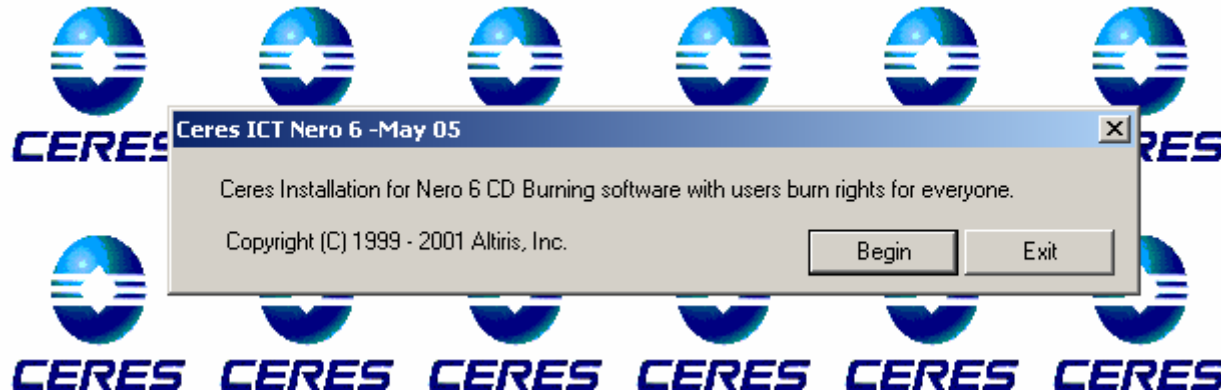 CERES RES
Ceres ICT Nero 6 -May 05
Ceres Installation for Nero 6 CD Burning software with users burn rights for everyone.
Copyright (C) 1999 - 2001 Altiris, Inc.
Begin Exit
CERES CERES CERES CERES CERES CERES